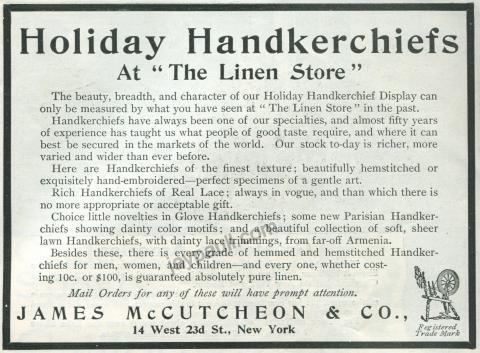 Holiday Handkerchiefs
At "The Linen Store"
The beauty, breadth, and character of our Holiday Handkerchief Display can
only be measured by what you have seen at "The Linen Store" in the past.
Handkerchiefs have always been one of our specialties, and almost fifty years
of experience has taught us what people of good taste require, and where it can
best be secured in the markets of the world. Our stock to-day is richer, more
varied and wider than ever before.
Here are Handkerchiefs of the finest texture; beautifully hemstitched or
exquisitely hand-embroidered—perfect specimens of a gentle art.
Rich Handkerchiefs of Real Lace; always in vogue, and than which there is
no more appropriate or acceptable gift.
Choice little novelties in Glove Handkerchiefs; some new Parisian Handker-
chiefs showing dainty color motifs; and a beautiful collection of soft, sheer
lawn Handkerchiefs, with dainty lace trimmings, from far-off Armenia.
Besides these, there is every grade of hemmed and hemstitched Handker-
chiefs for men, women, and children—and every one, whether cost-
ing 10c. or $100, is guaranteed absolutely pure linen.
Mail Orders for any of these will have prompt attention.
JAMES McCUTCHEON & CO.,
14 West 23d St., New York
Registered
Trade Mark
jaypaull.com